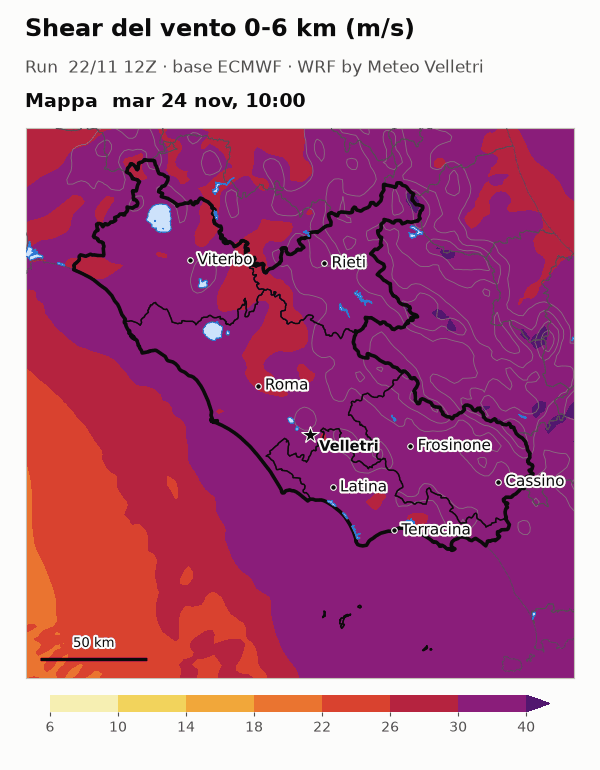 Shear del vento 0-6 km (m/s)
Run  22/11 12Z · base ECMWF · WRF by Meteo Velletri
Mappa  mar 24 nov, 10:00
Viterbo
Rieti
Roma
Velletri
Frosinone
Cassino
Latina
Terracina
50 km
6 10 14 18 22 26 30 40